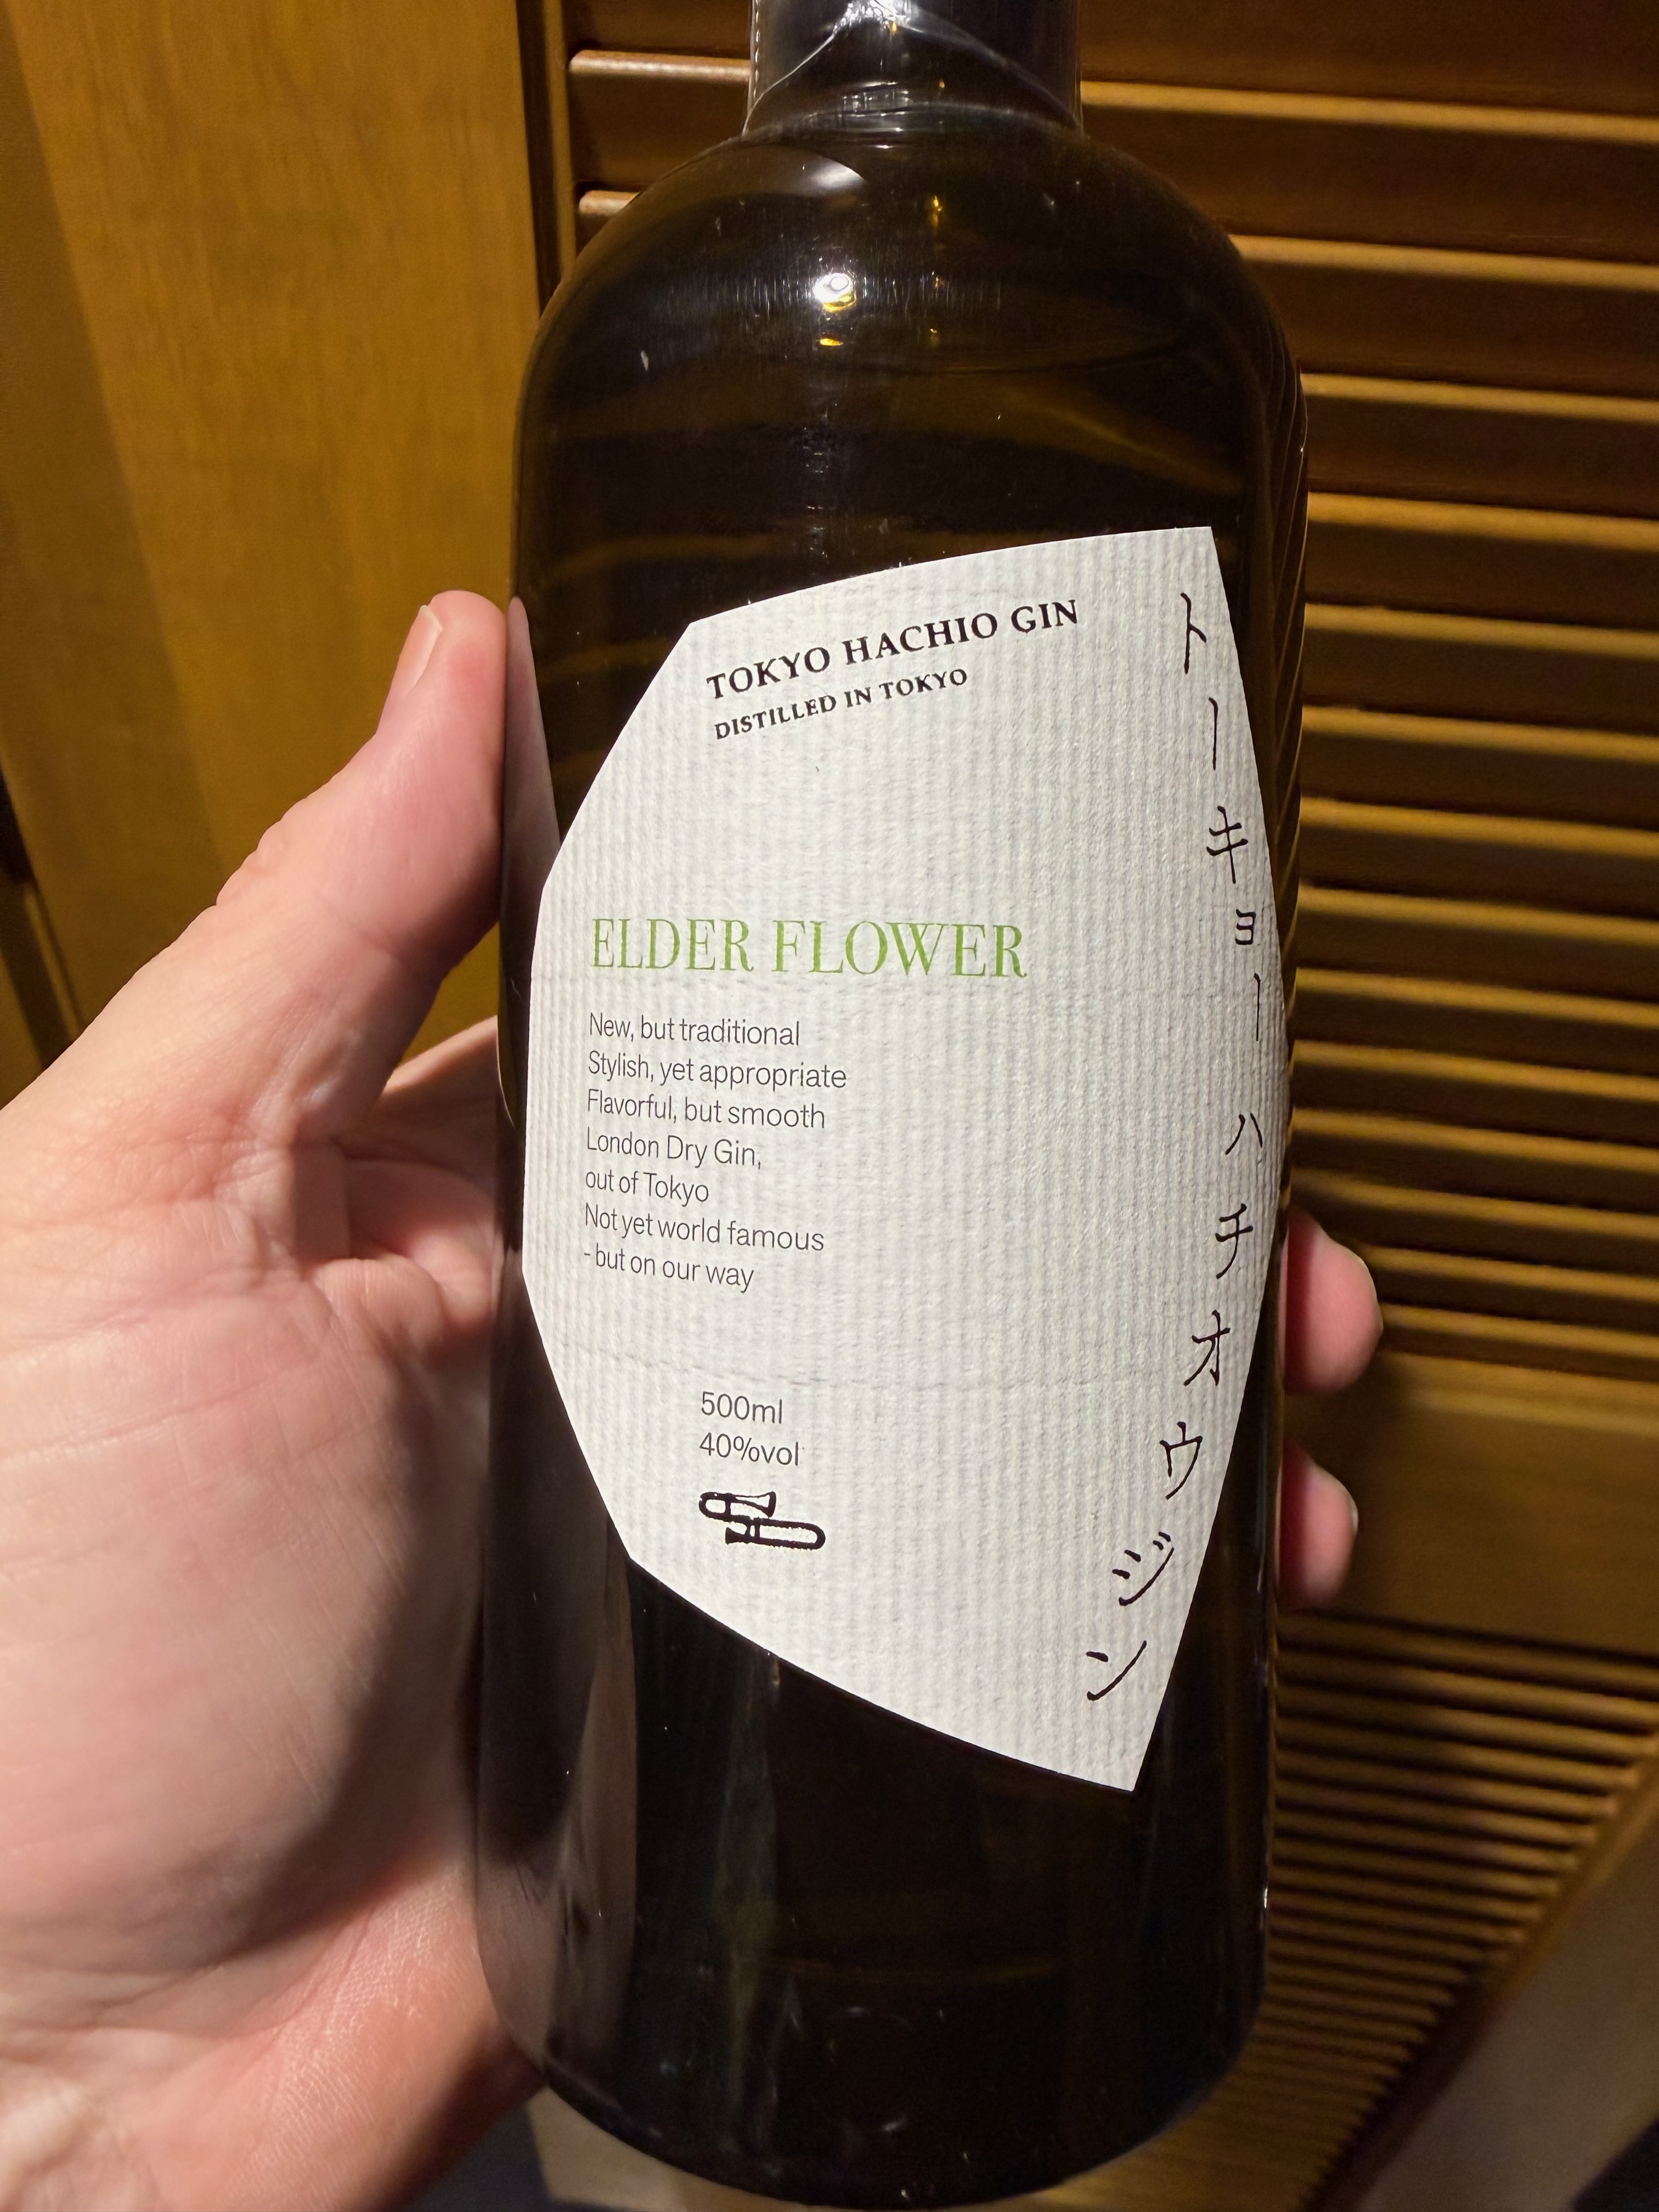 TOKYO HACHIO GIN
DISTILLED IN TOKYO
ELDER FLOWER
New, but traditional
Stylish, yet appropriate
Flavorful, but smooth
London Dry Gin,
out of Tokyo
Not yet world famous
- but on our way
500ml
40%vol
トーキョーハチオウジン